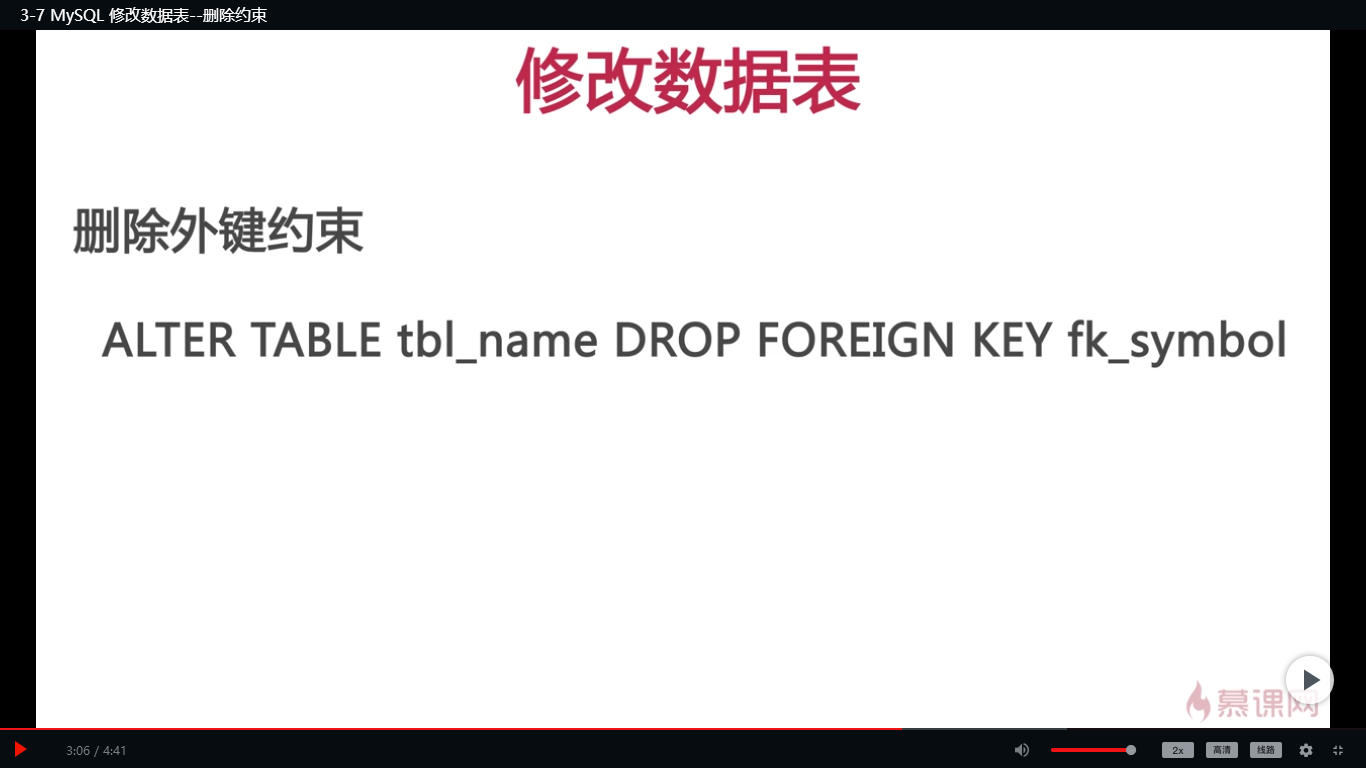 3-7 MySQL 修改数据表--删除约束
修改数据表
删除外键约束
ALTER TABLE tbl_name DROP FOREIGN KEY fk_symbol
慕课网
3:06 / 4:41
2x
高清
线路